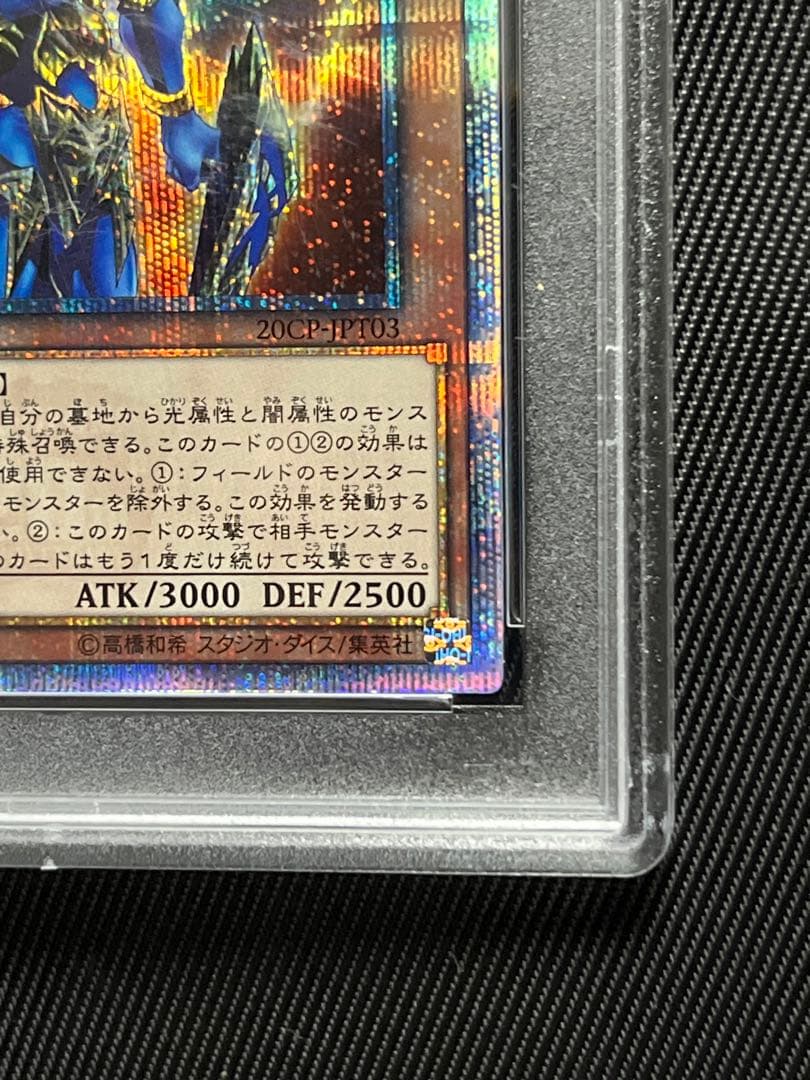 20CP-JPT03
】
自分の墓地から光属性と闇属性のモンス
特殊召喚できる。このカードの①②の効果は
使用できない。①:フィールドのモンスター
モンスターを除外する。この効果を発動する
い。②:このカードの攻撃で相手モンスター
のカードはもう1度だけ続けて攻撃できる。
ATK/3000 DEF/2500
©高橋和希 スタジオ・ダイス/集英社